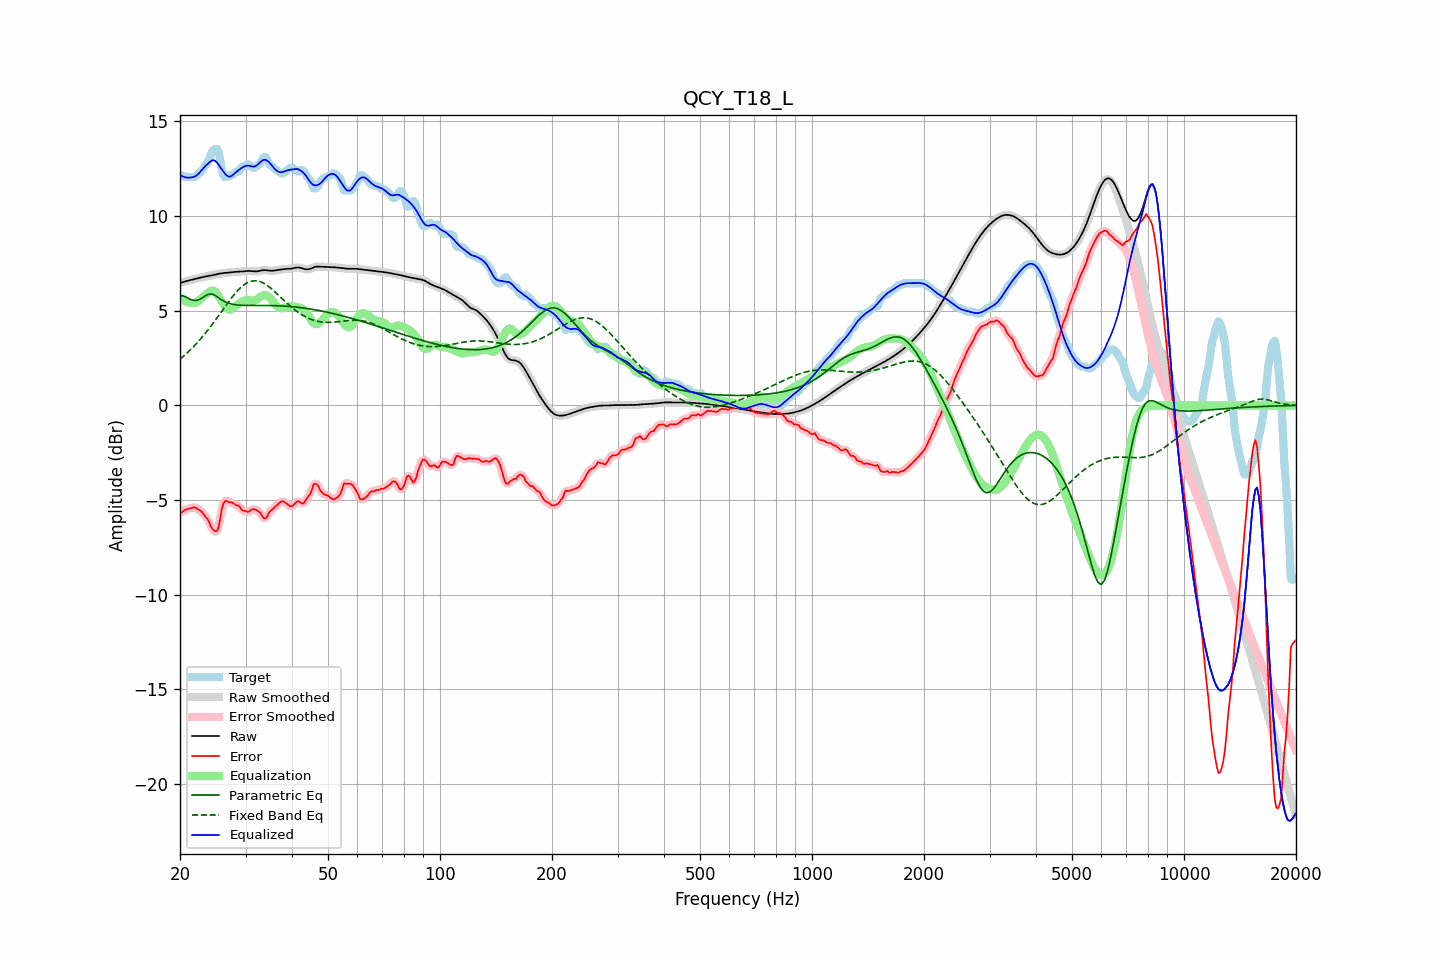 QCY_T18_L
15
10
5
0
−5
−10
−15
−20
Amplitude (dBr)
Target
Raw Smoothed
Error Smoothed
Raw
Error
Equalization
Parametric Eq
Fixed Band Eq
Equalized
20 50 100 200 500 1000 2000 5000 10000 20000
Frequency (Hz)